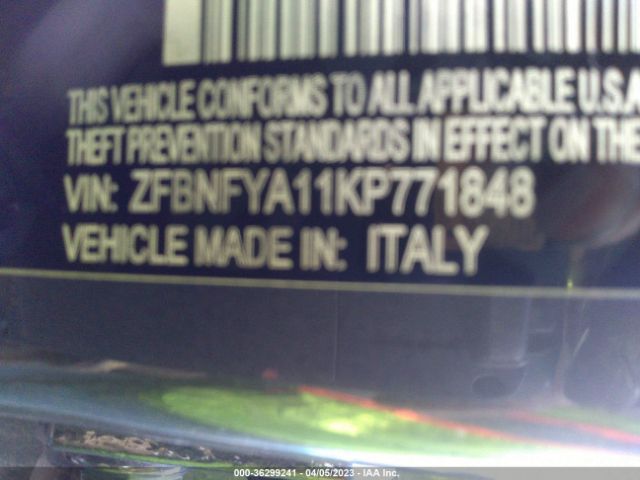 THIS VEHICLE CONFORMS TO ALL APPLICABLE U.S.A
THEFT PREVENTION STANDARDS IN EFFECT ON THE
VIN: ZFBNFYA11KP771848
VEHICLE MADE IN: ITALY
000-36299241 - 04/05/2023 - IAA Inc.